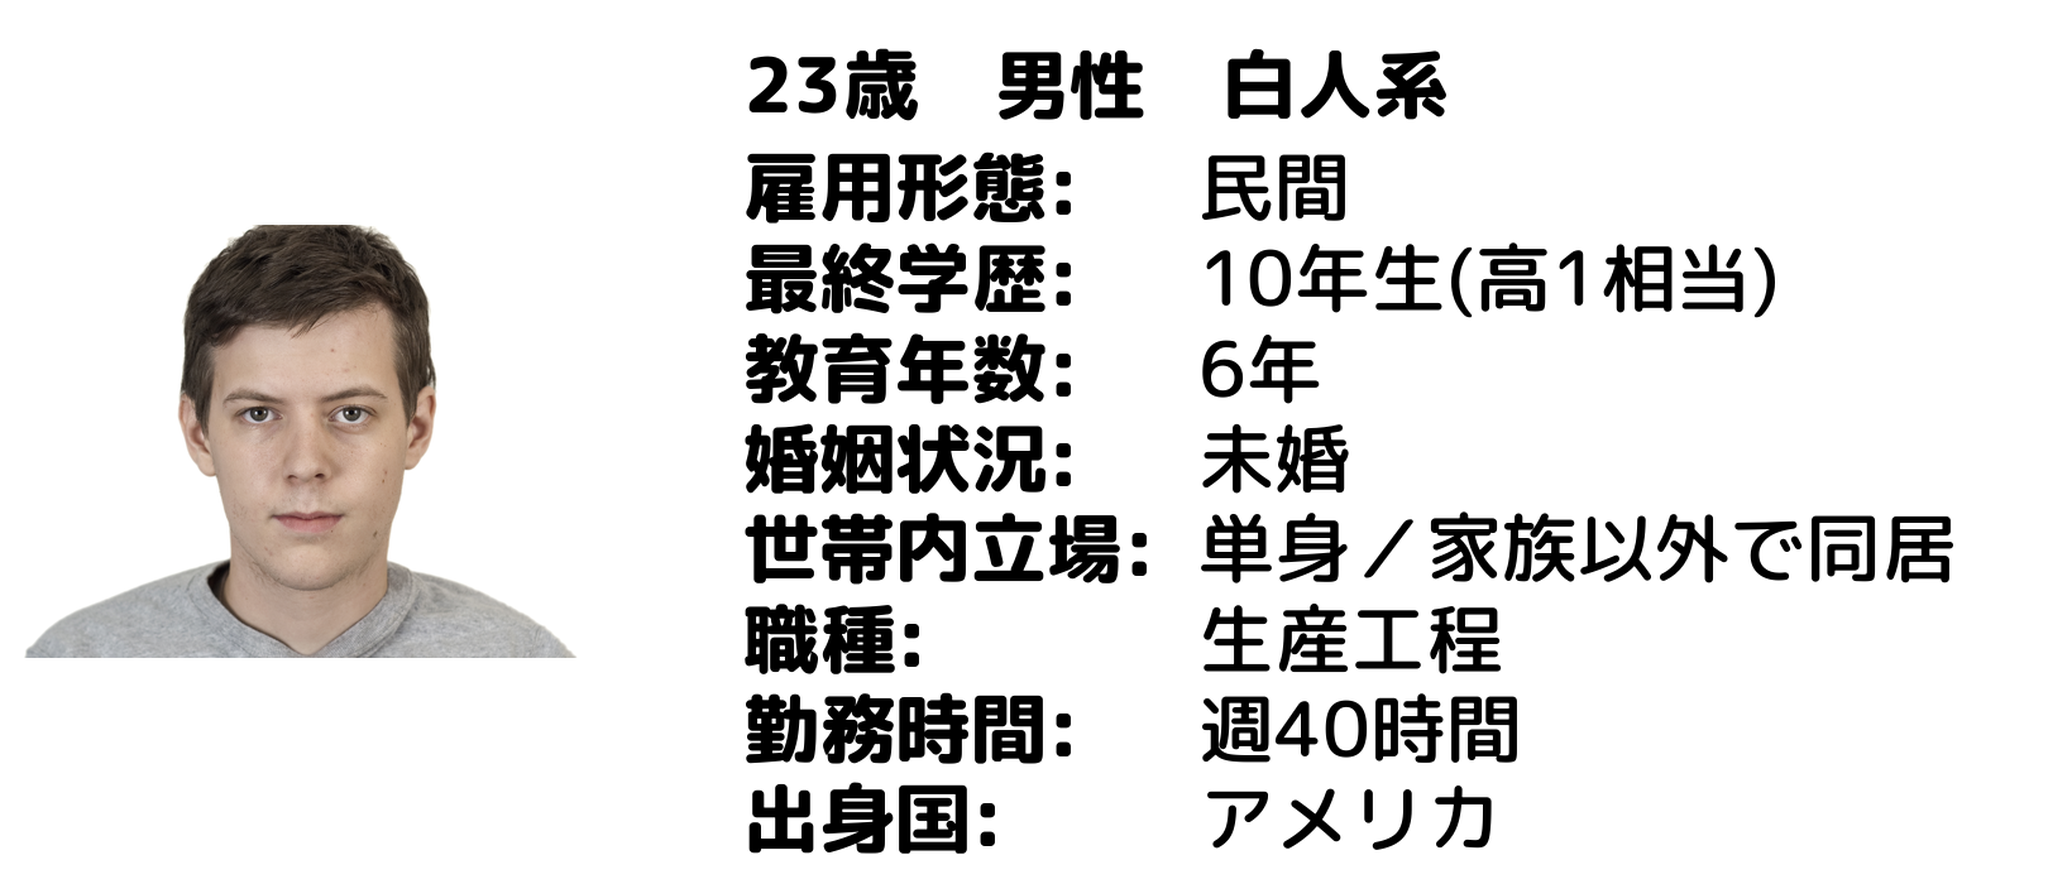 23歳　男性　白人系
雇用形態:　民間
最終学歴:　10年生(高1相当)
教育年数:　6年
婚姻状況:　未婚
世帯内立場:　単身／家族以外で同居
職種:　生産工程
勤務時間:　週40時間
出身国:　アメリカ